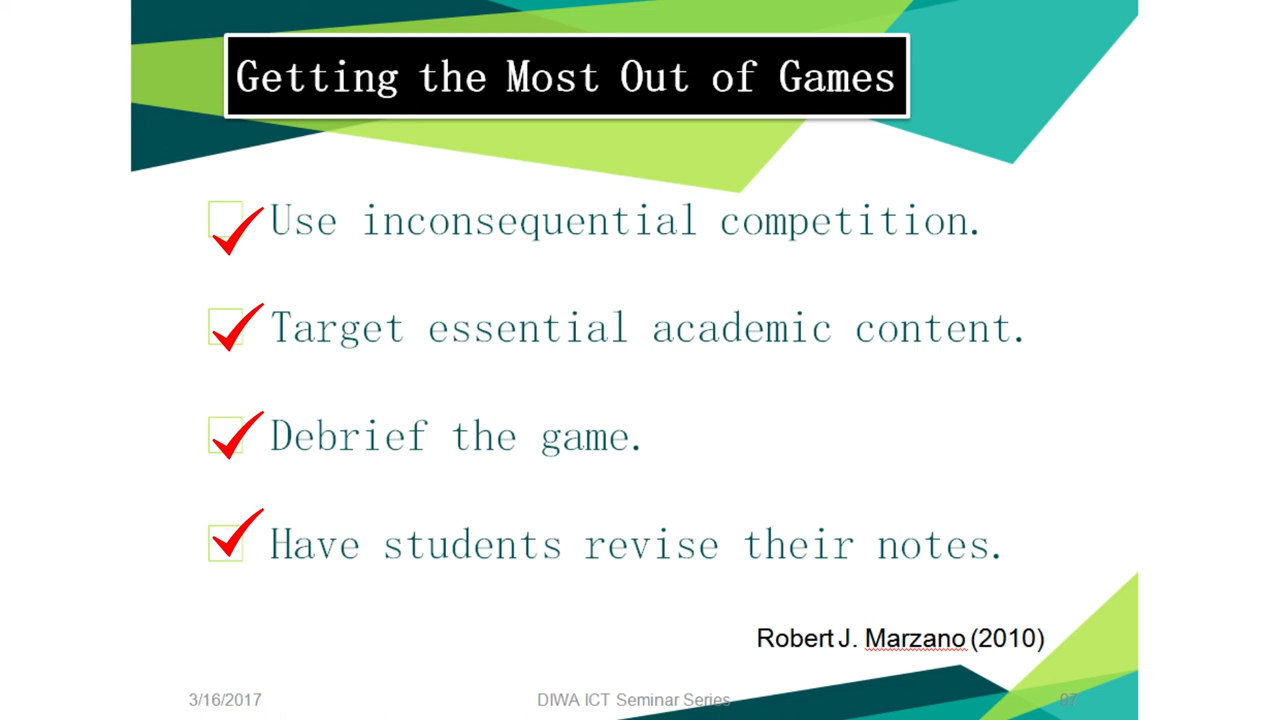 Getting the Most Out of Games
Use inconsequential competition.
Target essential academic content.
Debrief the game.
Have students revise their notes.
Robert J. Marzano (2010)
3/16/2017
DIWA ICT Seminar Series
97